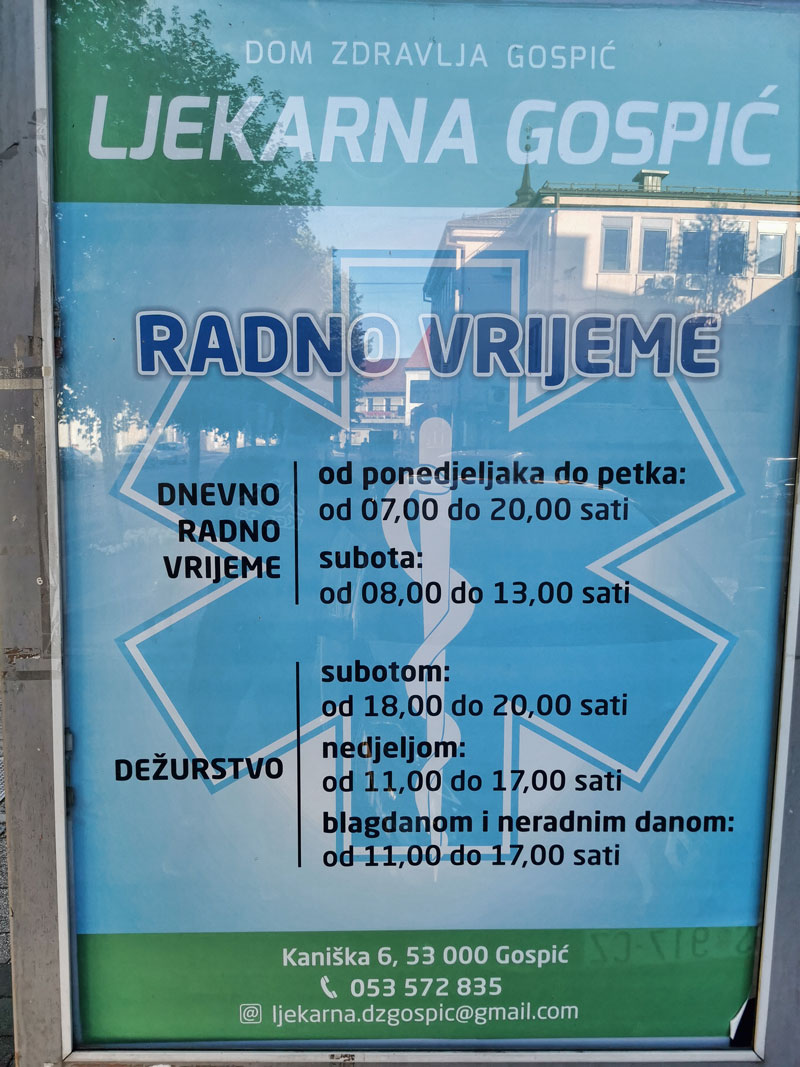 DOM ZDRAVLJA GOSPIĆ
LJEKARNA GOSPIĆ
RADNO VRIJEME
DNEVNO
RADNO
VRIJEME
od ponedjeljaka do petka:
od 07,00 do 20,00 sati
subota:
od 08,00 do 13,00 sati
DEŽURSTVO
subotom:
od 18,00 do 20,00 sati
nedjeljom:
od 11,00 do 17,00 sati
blagdanom i neradnim danom:
od 11,00 do 17,00 sati
Kaniška 6, 53 000 Gospić
053 572 835
@ ljekarna.dzgospic@gmail.com